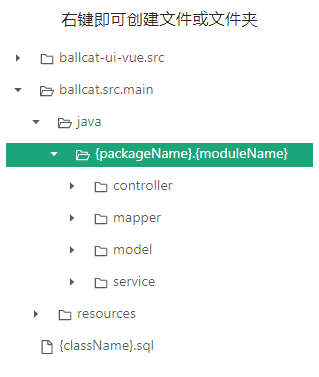 右键即可创建文件或文件夹
ballcat-ui-vue.src
ballcat.src.main
java
{packageName}.{moduleName}
controller
mapper
model
service
resources
{className}.sql